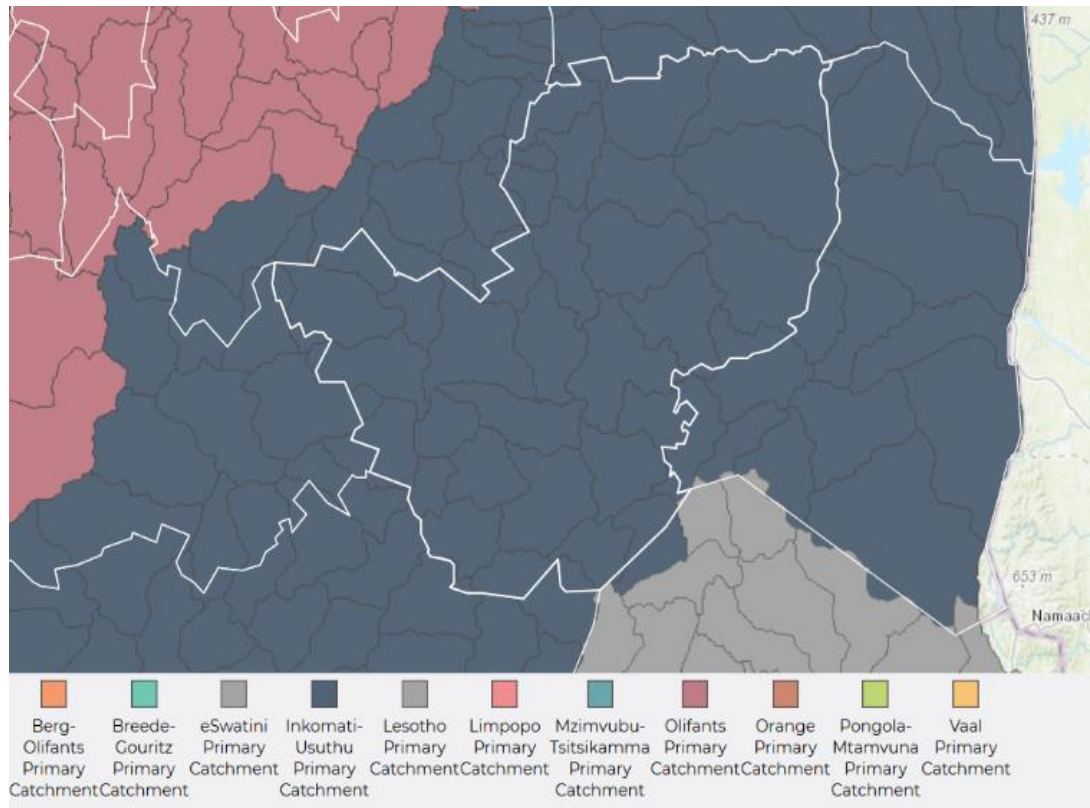 437 m
653 m
Namaac
Berg-
Olifants
Primary
Catchment
Breede-
Gouritz
Primary
Catchment
eSwatini
Primary
Catchment
Inkomati-
Usuthu
Primary
Catchment
Lesotho
Primary
Catchment
Limpopo
Primary
Catchment
Mzimvubu-
Tsitsikamma
Primary
Catchment
Olifants
Primary
Catchment
Orange
Primary
Catchment
Pongola-
Mtamvuna
Primary
Catchment
Vaal
Primary
Catchment